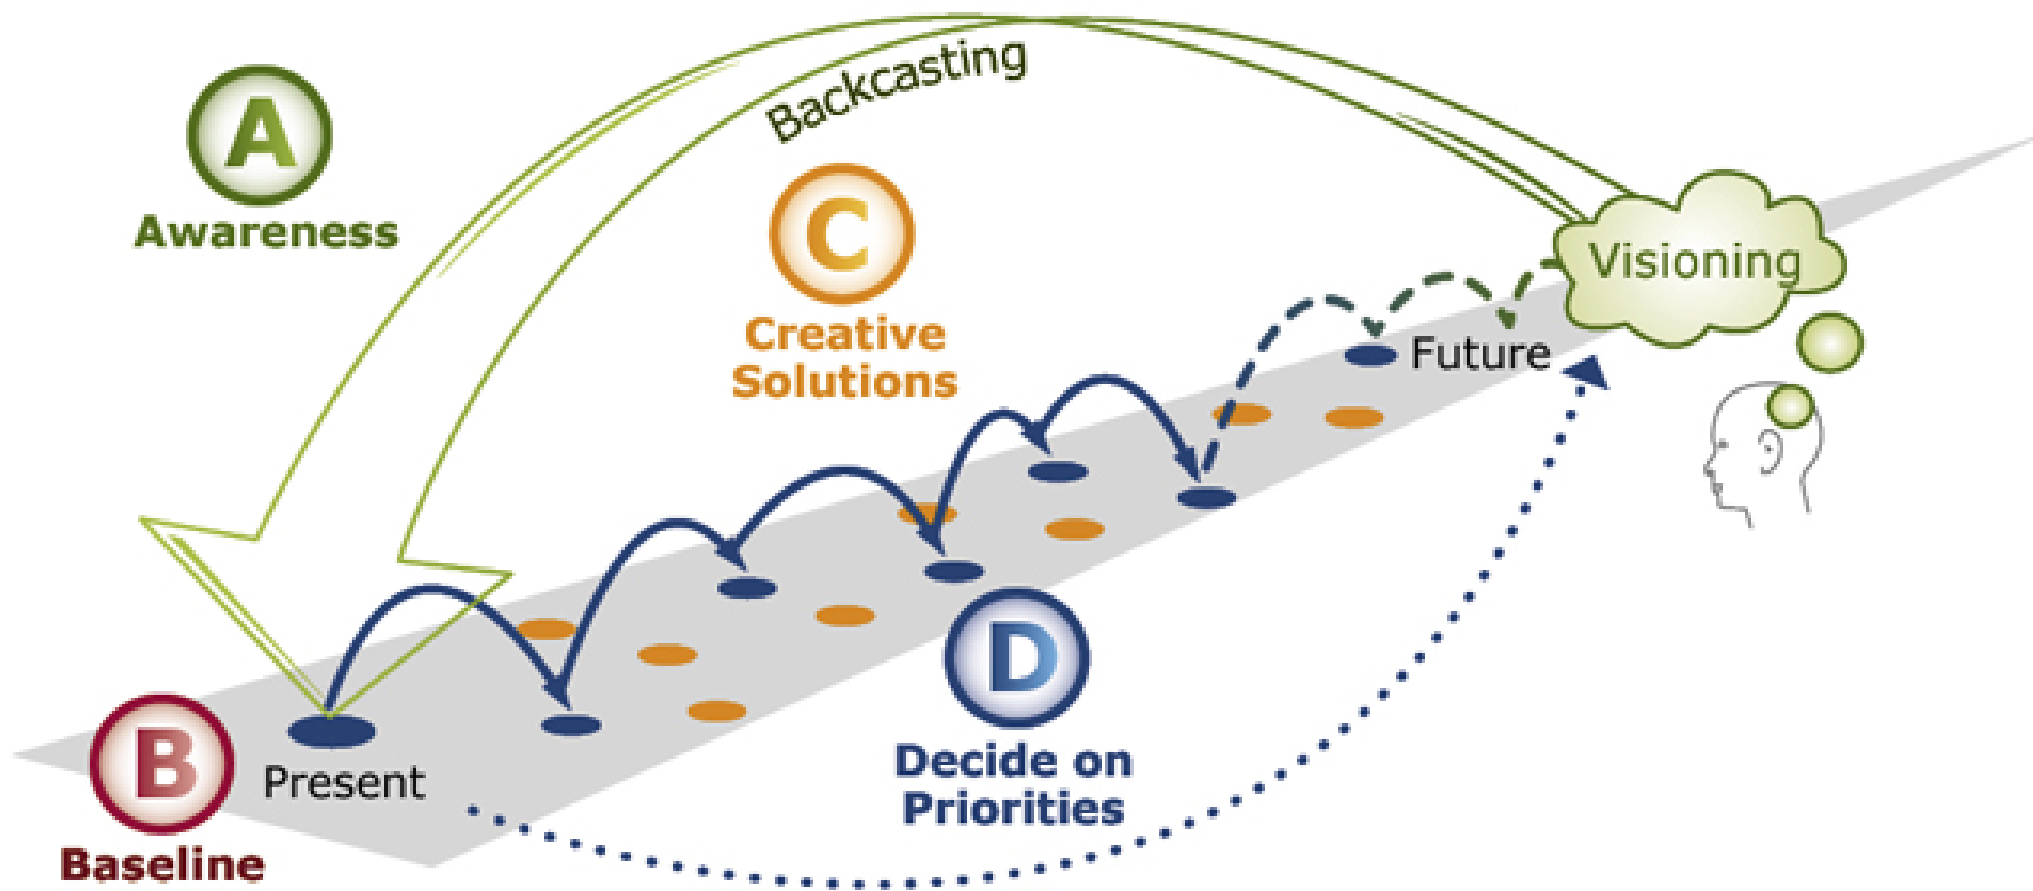 Backcasting
A
Awareness
C
Creative
Solutions
Visioning
Future
D
Decide on
Priorities
B
Present
Baseline